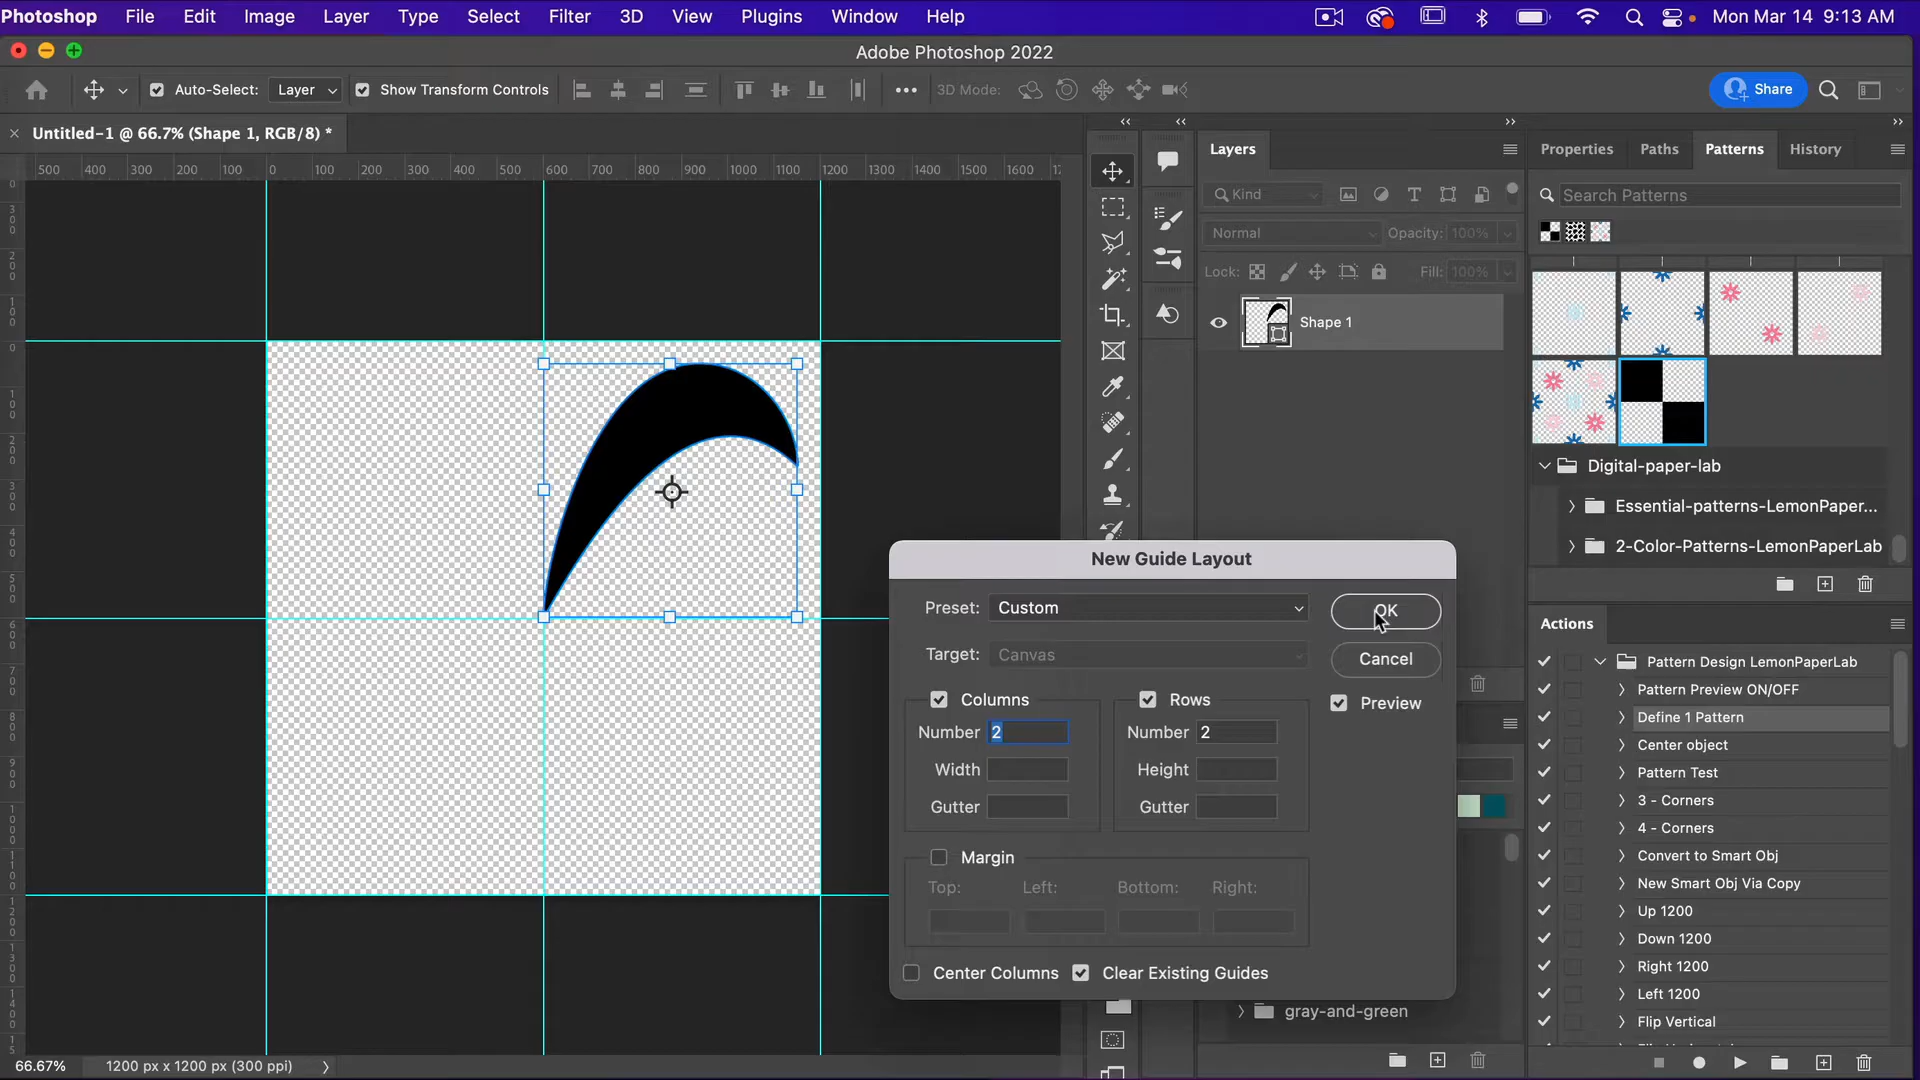 Photoshop File Edit Image Layer Type Select Filter 3D View Plugins Window Help Mon Mar 14 9:13 AM
Adobe Photoshop 2022
Auto-Select: Layer Show Transform Controls 3D Mode: Share
Untitled-1 @ 66.7% (Shape 1, RGB/8) *
500 400 300 200 100 0 100 200 300 400 500 600 700 800 900 1000 1100 1200 1300 1400 1500 1600
Layers
Kind
Normal Opacity: 100%
Lock: Fill: 100%
Shape 1
Properties Paths Patterns History
Search Patterns
Digital-paper-lab
Essential-patterns-LemonPaper...
2-Color-Patterns-LemonPaperLab
New Guide Layout
Preset: Custom OK
Target: Canvas Cancel
Columns Rows Preview
Number 2 Number 2
Width Height
Gutter Gutter
Margin
Top: Left: Bottom: Right:
Center Columns Clear Existing Guides
gray-and-green
Actions
Pattern Design LemonPaperLab
Pattern Preview ON/OFF
Define 1 Pattern
Center object
Pattern Test
3 - Corners
4 - Corners
Convert to Smart Obj
New Smart Obj Via Copy
Up 1200
Down 1200
Right 1200
Left 1200
Flip Vertical
66.67% 1200 px x 1200 px (300 ppi)